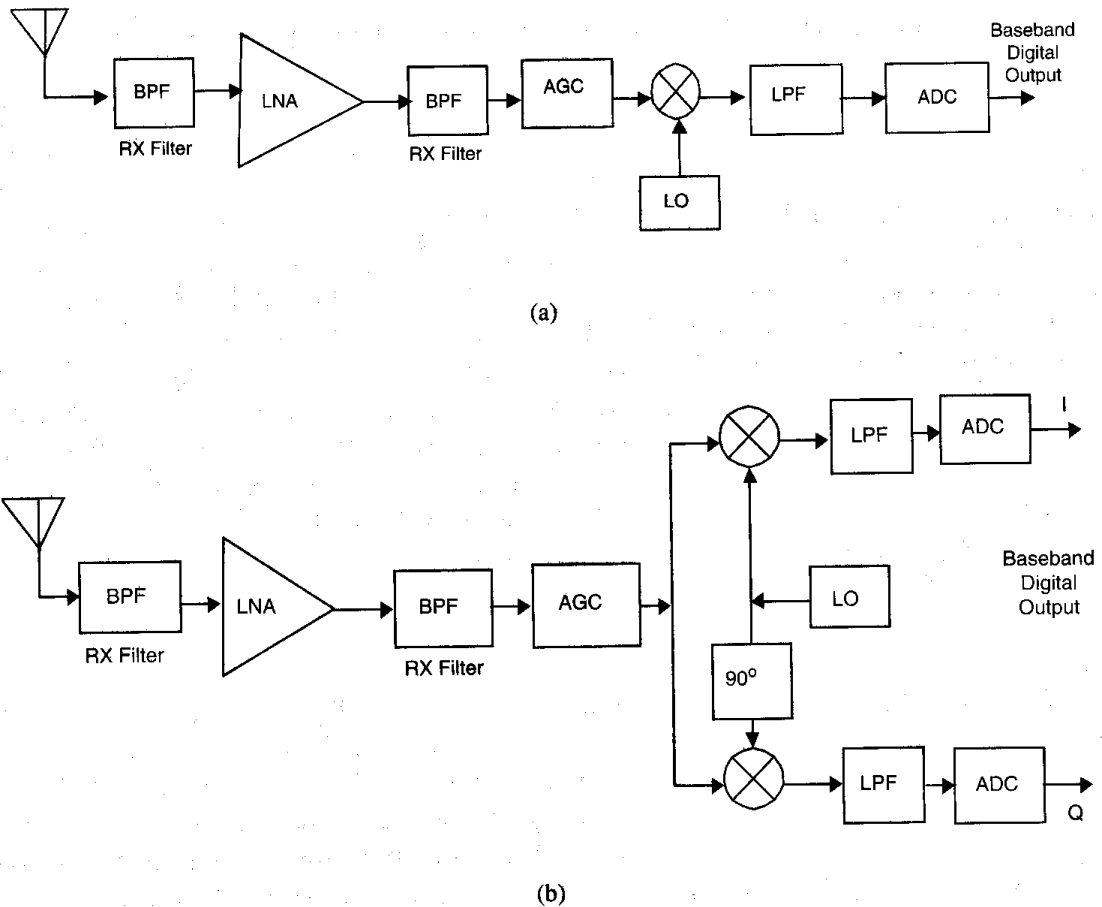 Baseband
Digital
Output
BPF
LNA
BPF
AGC
LPF
ADC
RX Filter
RX Filter
LO
(a)
I
LPF
ADC
BPF
LNA
BPF
AGC
LO
Baseband
Digital
Output
RX Filter
RX Filter
90°
LPF
ADC
Q
(b)